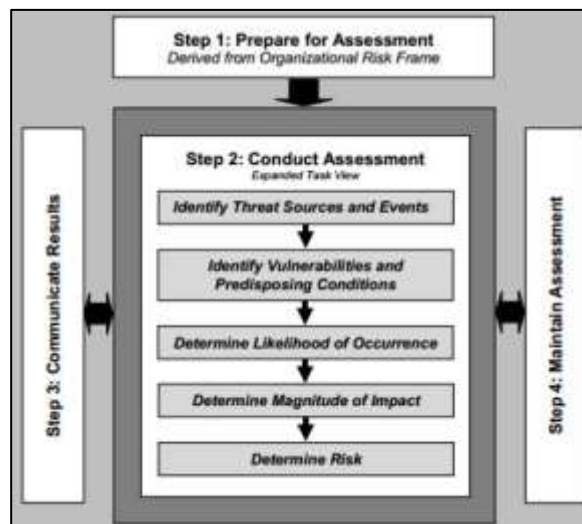 Step 1: Prepare for Assessment
Derived from Organizational Risk Frame
Step 2: Conduct Assessment
Expanded Task View
Identify Threat Sources and Events
Identify Vulnerabilities and
Predisposing Conditions
Determine Likelihood of Occurrence
Determine Magnitude of Impact
Determine Risk
Step 3: Communicate Results
Step 4: Maintain Assessment